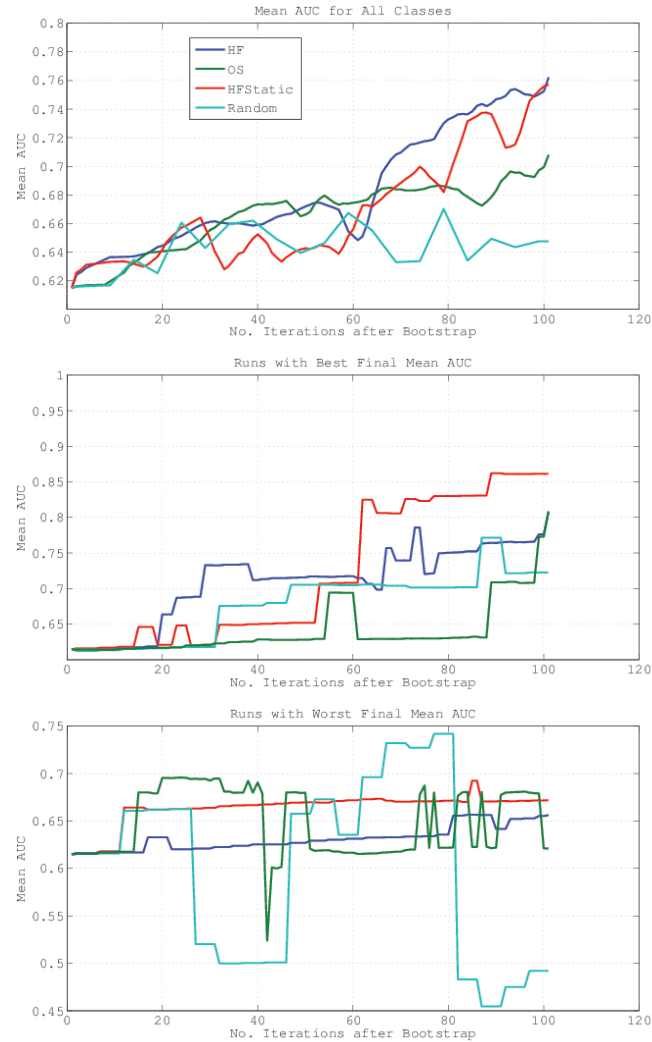 Mean AUC for All Classes
0.8
0.78
0.76
0.74
0.72
0.7
0.68
0.66
0.64
0.62
Mean AUC
HF
OS
HFStatic
Random
0 20 40 60 80 100 120
No. Iterions after Bootstrap
Runs with Best Final Mean AUC
1
0.95
0.9
0.85
0.8
0.75
0.7
0.65
Mean AUC
0 20 40 60 80 100 120
No. Iterations after Bootstrap
Runs with Worst Final Mean AUC
0.75
0.7
0.65
0.6
0.55
0.5
0.45
Mean AUC
0 20 40 60 80 100 120
No. Iterations after Bootstrap